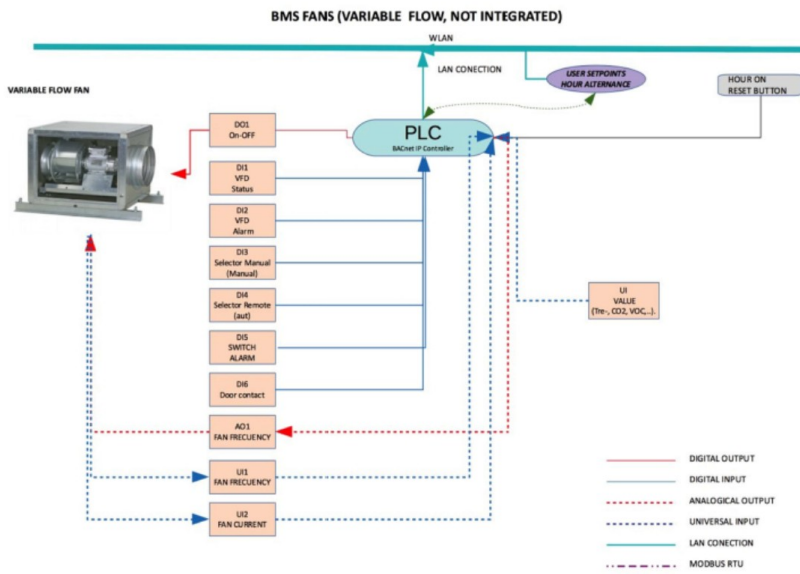 BMS FANS (VARIABLE FLOW, NOT INTEGRATED)
WLAN
LAN CONECTION
USER SETPOINTS
HOUR ALTERNANCE
HOUR ON
RESET BUTTON
VARIABLE FLOW FAN
DO1
On-OFF
PLC
BACnet IP Controller
DI1
VFD
Status
DI2
VFD
Alarm
DI3
Selector Manual
(Manual)
DI4
Selector Remote
(aut)
DI5
SWITCH
ALARM
DI6
Door contact
AO1
FAN FRECUENCY
UI1
FAN FRECUENCY
UI2
FAN CURRENT
UI
VALUE
(Tre-, CO2, VOC,..).
DIGITAL OUTPUT
DIGITAL INPUT
ANALOGICAL OUTPUT
UNIVERSAL INPUT
LAN CONECTION
MODBUS RTU